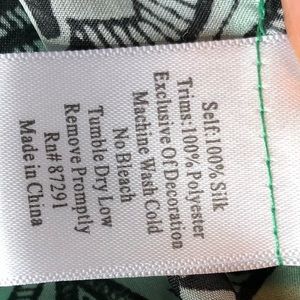 Self:100% Silk
Trims:100% Polyester
Exclusive Of Decoration
Machine Wash Cold
No Bleach
Tumble Dry Low
Remove Promptly
Rn#87291
Made in China